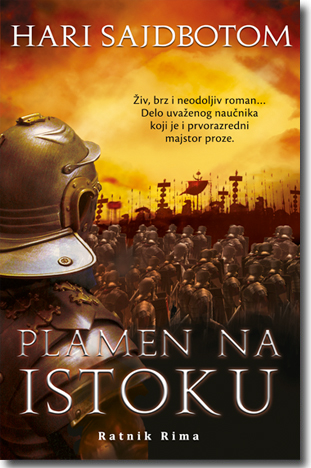 HARI SAJDBOTOM
Živ, brz i neodoljiv roman...
Delo uvaženog naučnika
koji je i prvorazredni
majstor proze.
PLAMEN NA
ISTOKU
Ratnik Rima